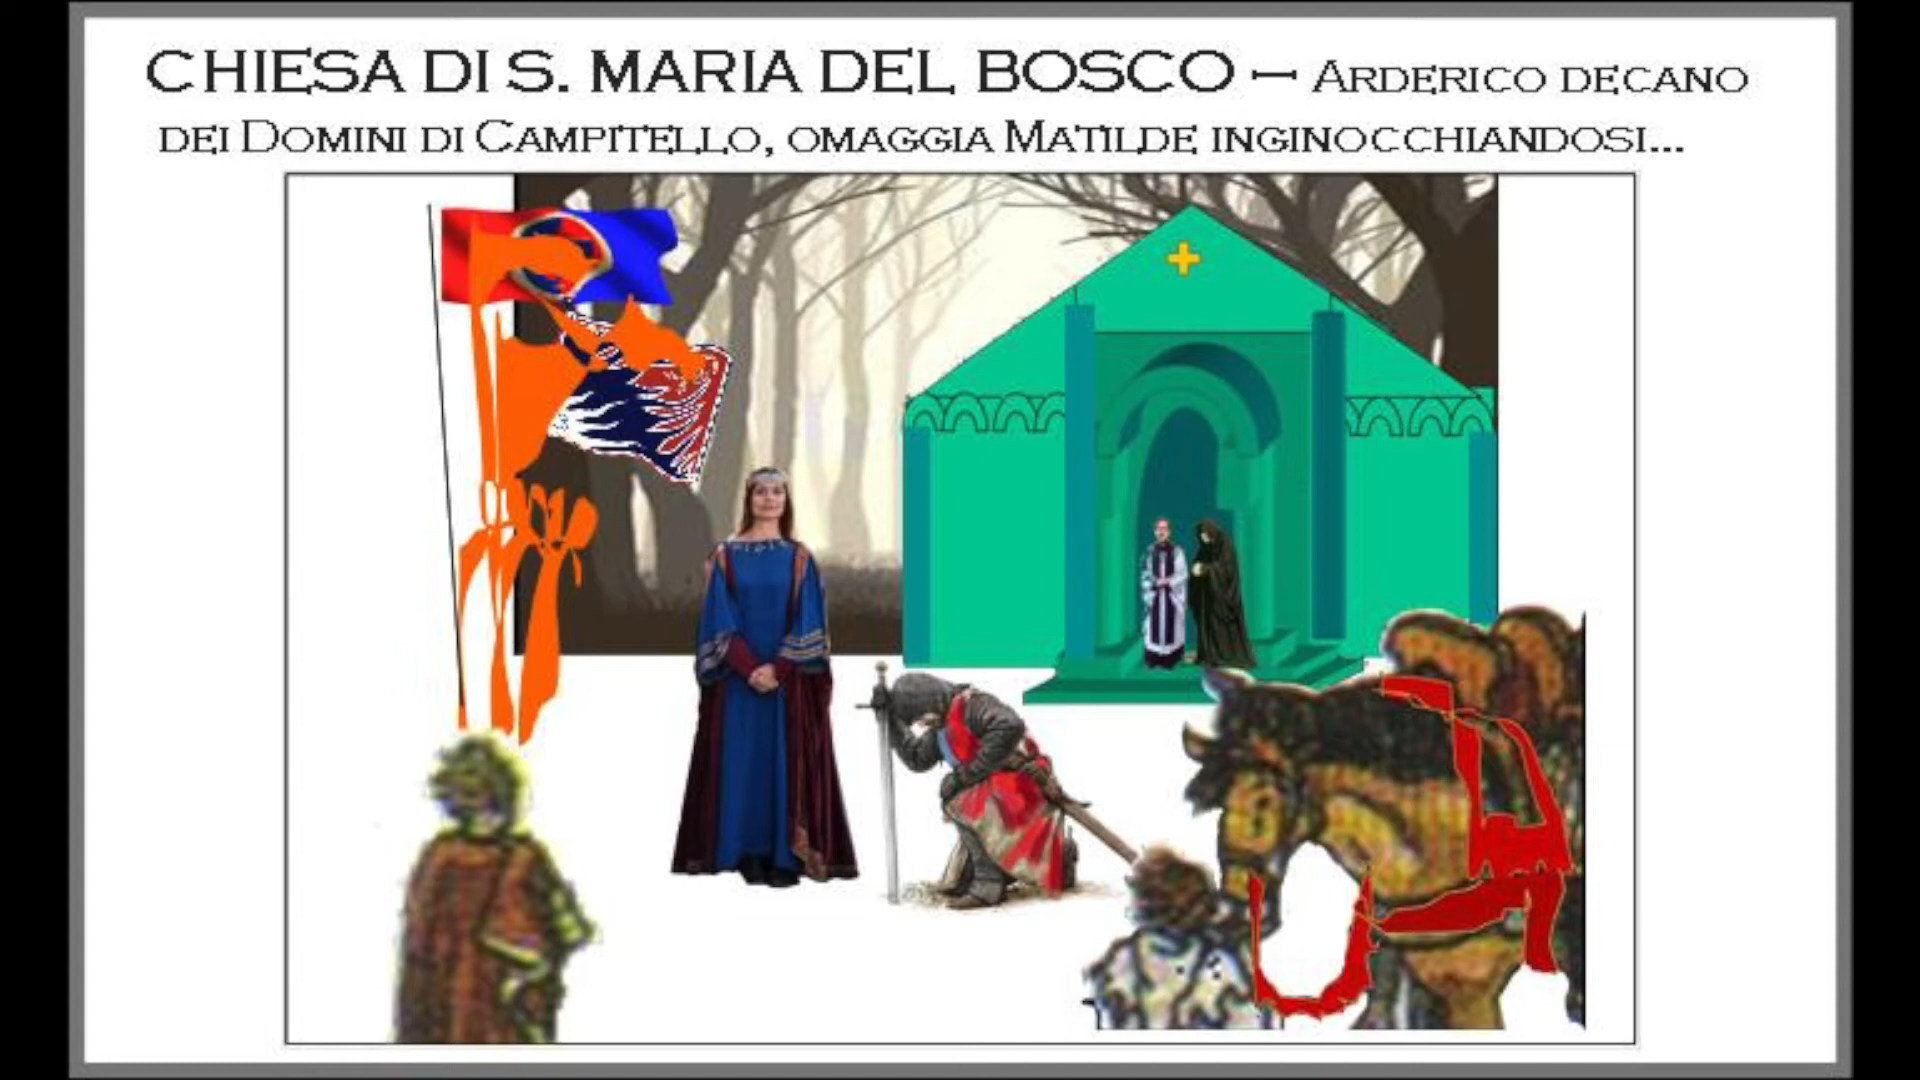 CHIESA DI S. MARIA DEL BOSCO – ARDERICO DECANO
DEI DOMINI DI CAMPITELLO, OMAGGIA MATILDE INGINOCCHIANDOSI...